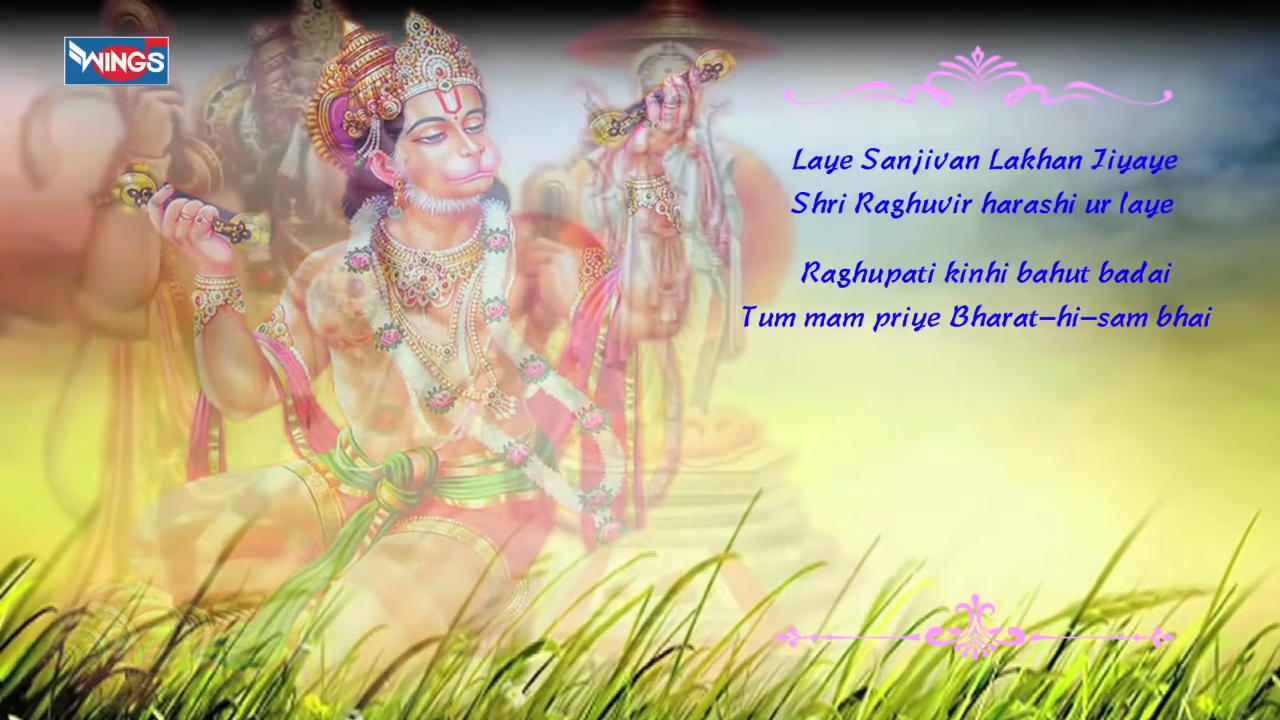 WINGS
Laye Sanjivan Lakhan Jiyaye
Shri Raghuvir harashi ur laye
Raghupati kinhi bahut badai
Tum mam priye Bharat-hi-sam bhai